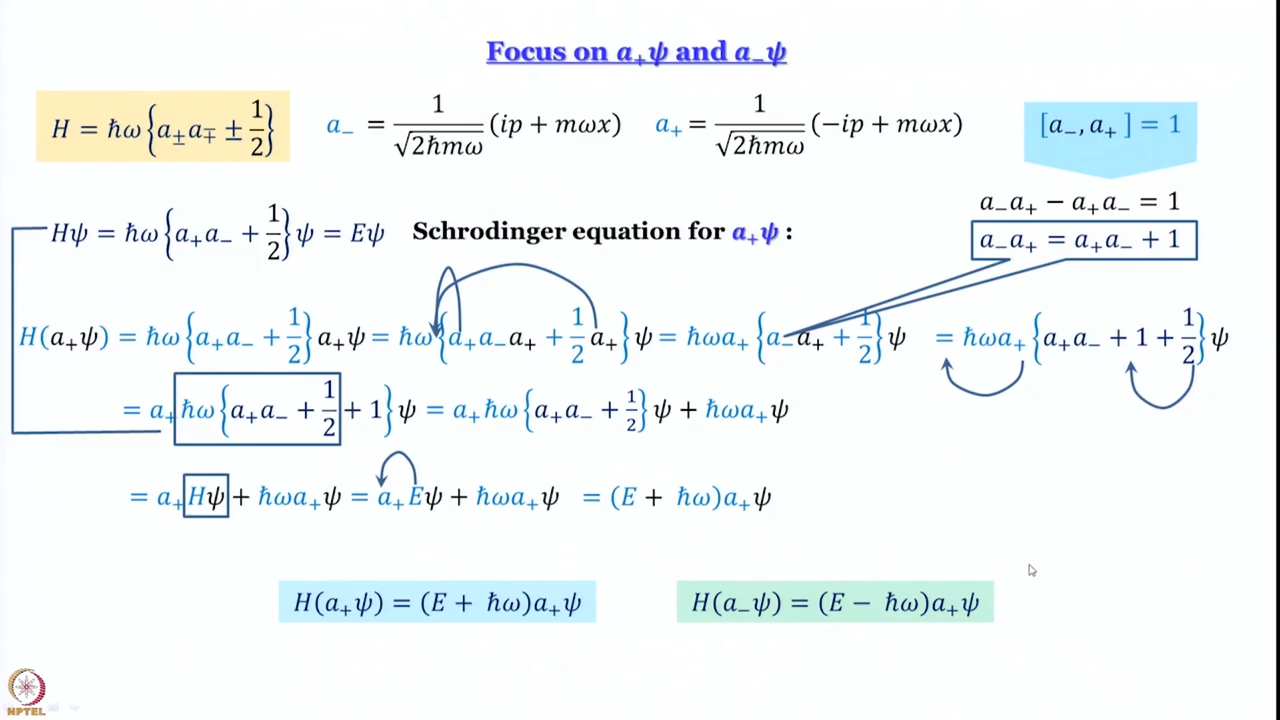 Focus on a₊ψ and a₋ψ
H = ħω{a±a∓ ± 1/2} a₋ = 1/√(2ħmω) (ip + mωx) a₊ = 1/√(2ħmω) (−ip + mωx) [a₋, a₊ ] = 1
a₋a₊ − a₊a₋ = 1
Hψ = ħω{a₊a₋ + 1/2}ψ = Eψ Schrodinger equation for a₊ψ : a₋a₊ = a₊a₋ + 1
H(a₊ψ) = ħω{a₊a₋ + 1/2}a₊ψ = ħω{a₊a₋a₊ + 1/2 a₊}ψ = ħωa₊{a₋a₊ + 1/2}ψ = ħωa₊{a₊a₋ + 1 + 1/2}ψ
= a₊ħω{a₊a₋ + 1/2 + 1}ψ = a₊ħω{a₊a₋ + 1/2}ψ + ħωa₊ψ
= a₊Hψ + ħωa₊ψ = a₊Eψ + ħωa₊ψ = (E + ħω)a₊ψ
H(a₊ψ) = (E + ħω)a₊ψ H(a₋ψ) = (E − ħω)a₊ψ
NPTEL